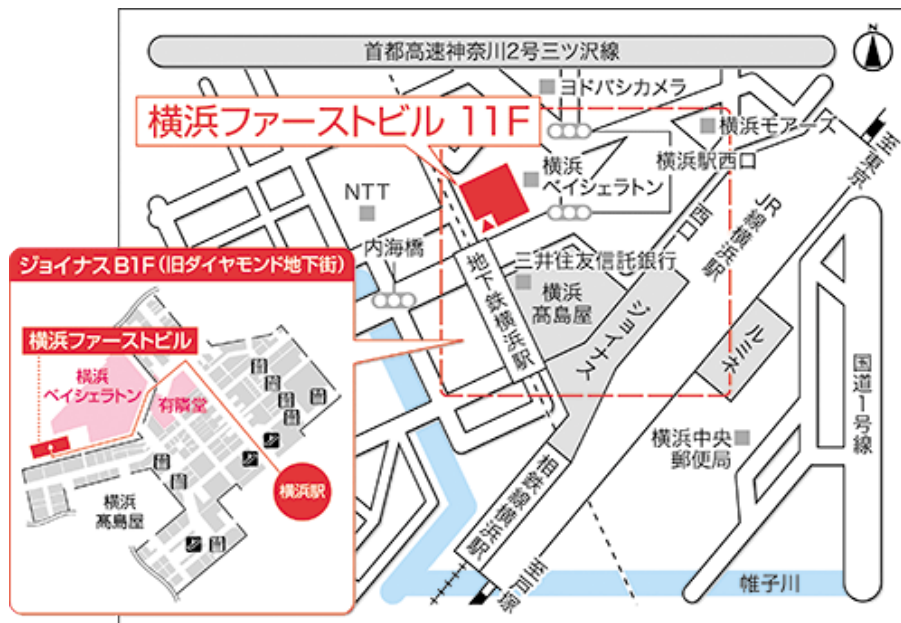 首都高速神奈川2号三ツ沢線
N
ヨドバシカメラ
横浜ファーストビル 11F
横浜モアーズ
至東京
横浜駅西口
横浜
ベイシェラトン
NTT
西口
JR線横浜駅
内海橋
地下鉄横浜駅
三井住友信託銀行
横浜
髙島屋
ジョイナス
ルミネ
国道1号線
横浜中央
郵便局
相鉄線横浜駅
至戸塚
帷子川
ジョイナスB1F(旧ダイヤモンド地下街)
横浜ファーストビル
横浜
ベイシェラトン
有隣堂
横浜駅
横浜
髙島屋